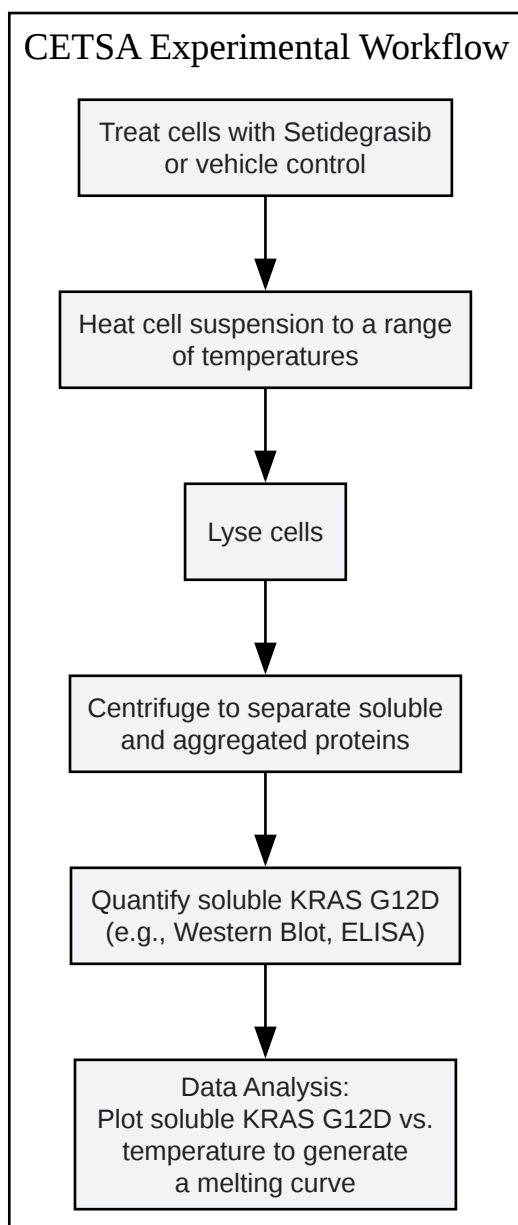 CETSA Experimental Workflow
Treat cells with Setidegrasib
or vehicle control
Heat cell suspension to a range
of temperatures
Lyse cells
Centrifuge to separate soluble
and aggregated proteins
Quantify soluble KRAS G12D
(e.g., Western Blot, ELISA)
Data Analysis:
Plot soluble KRAS G12D vs.
temperature to generate
a melting curve